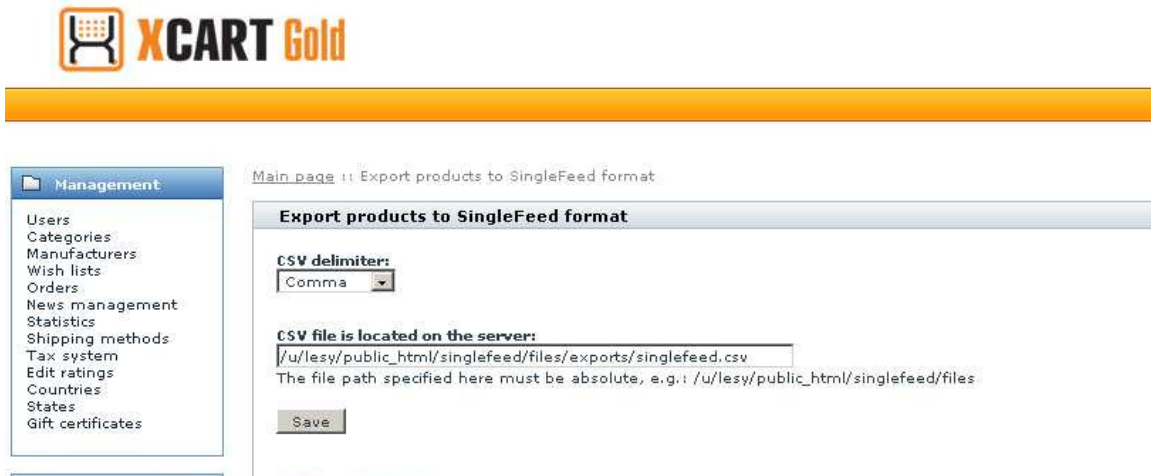 XCART Gold
Management
Users
Categories
Manufacturers
Wish lists
Orders
News management
Statistics
Shipping methods
Tax system
Edit ratings
Countries
States
Gift certificates
Main page :: Export products to SingleFeed format
Export products to SingleFeed format
CSV delimiter:
Comma
CSV file is located on the server:
/u/lesy/public_html/singlefeed/files/exports/singlefeed.csv
The file path specified here must be absolute, e.g.: /u/lesy/public_html/singlefeed/files
Save